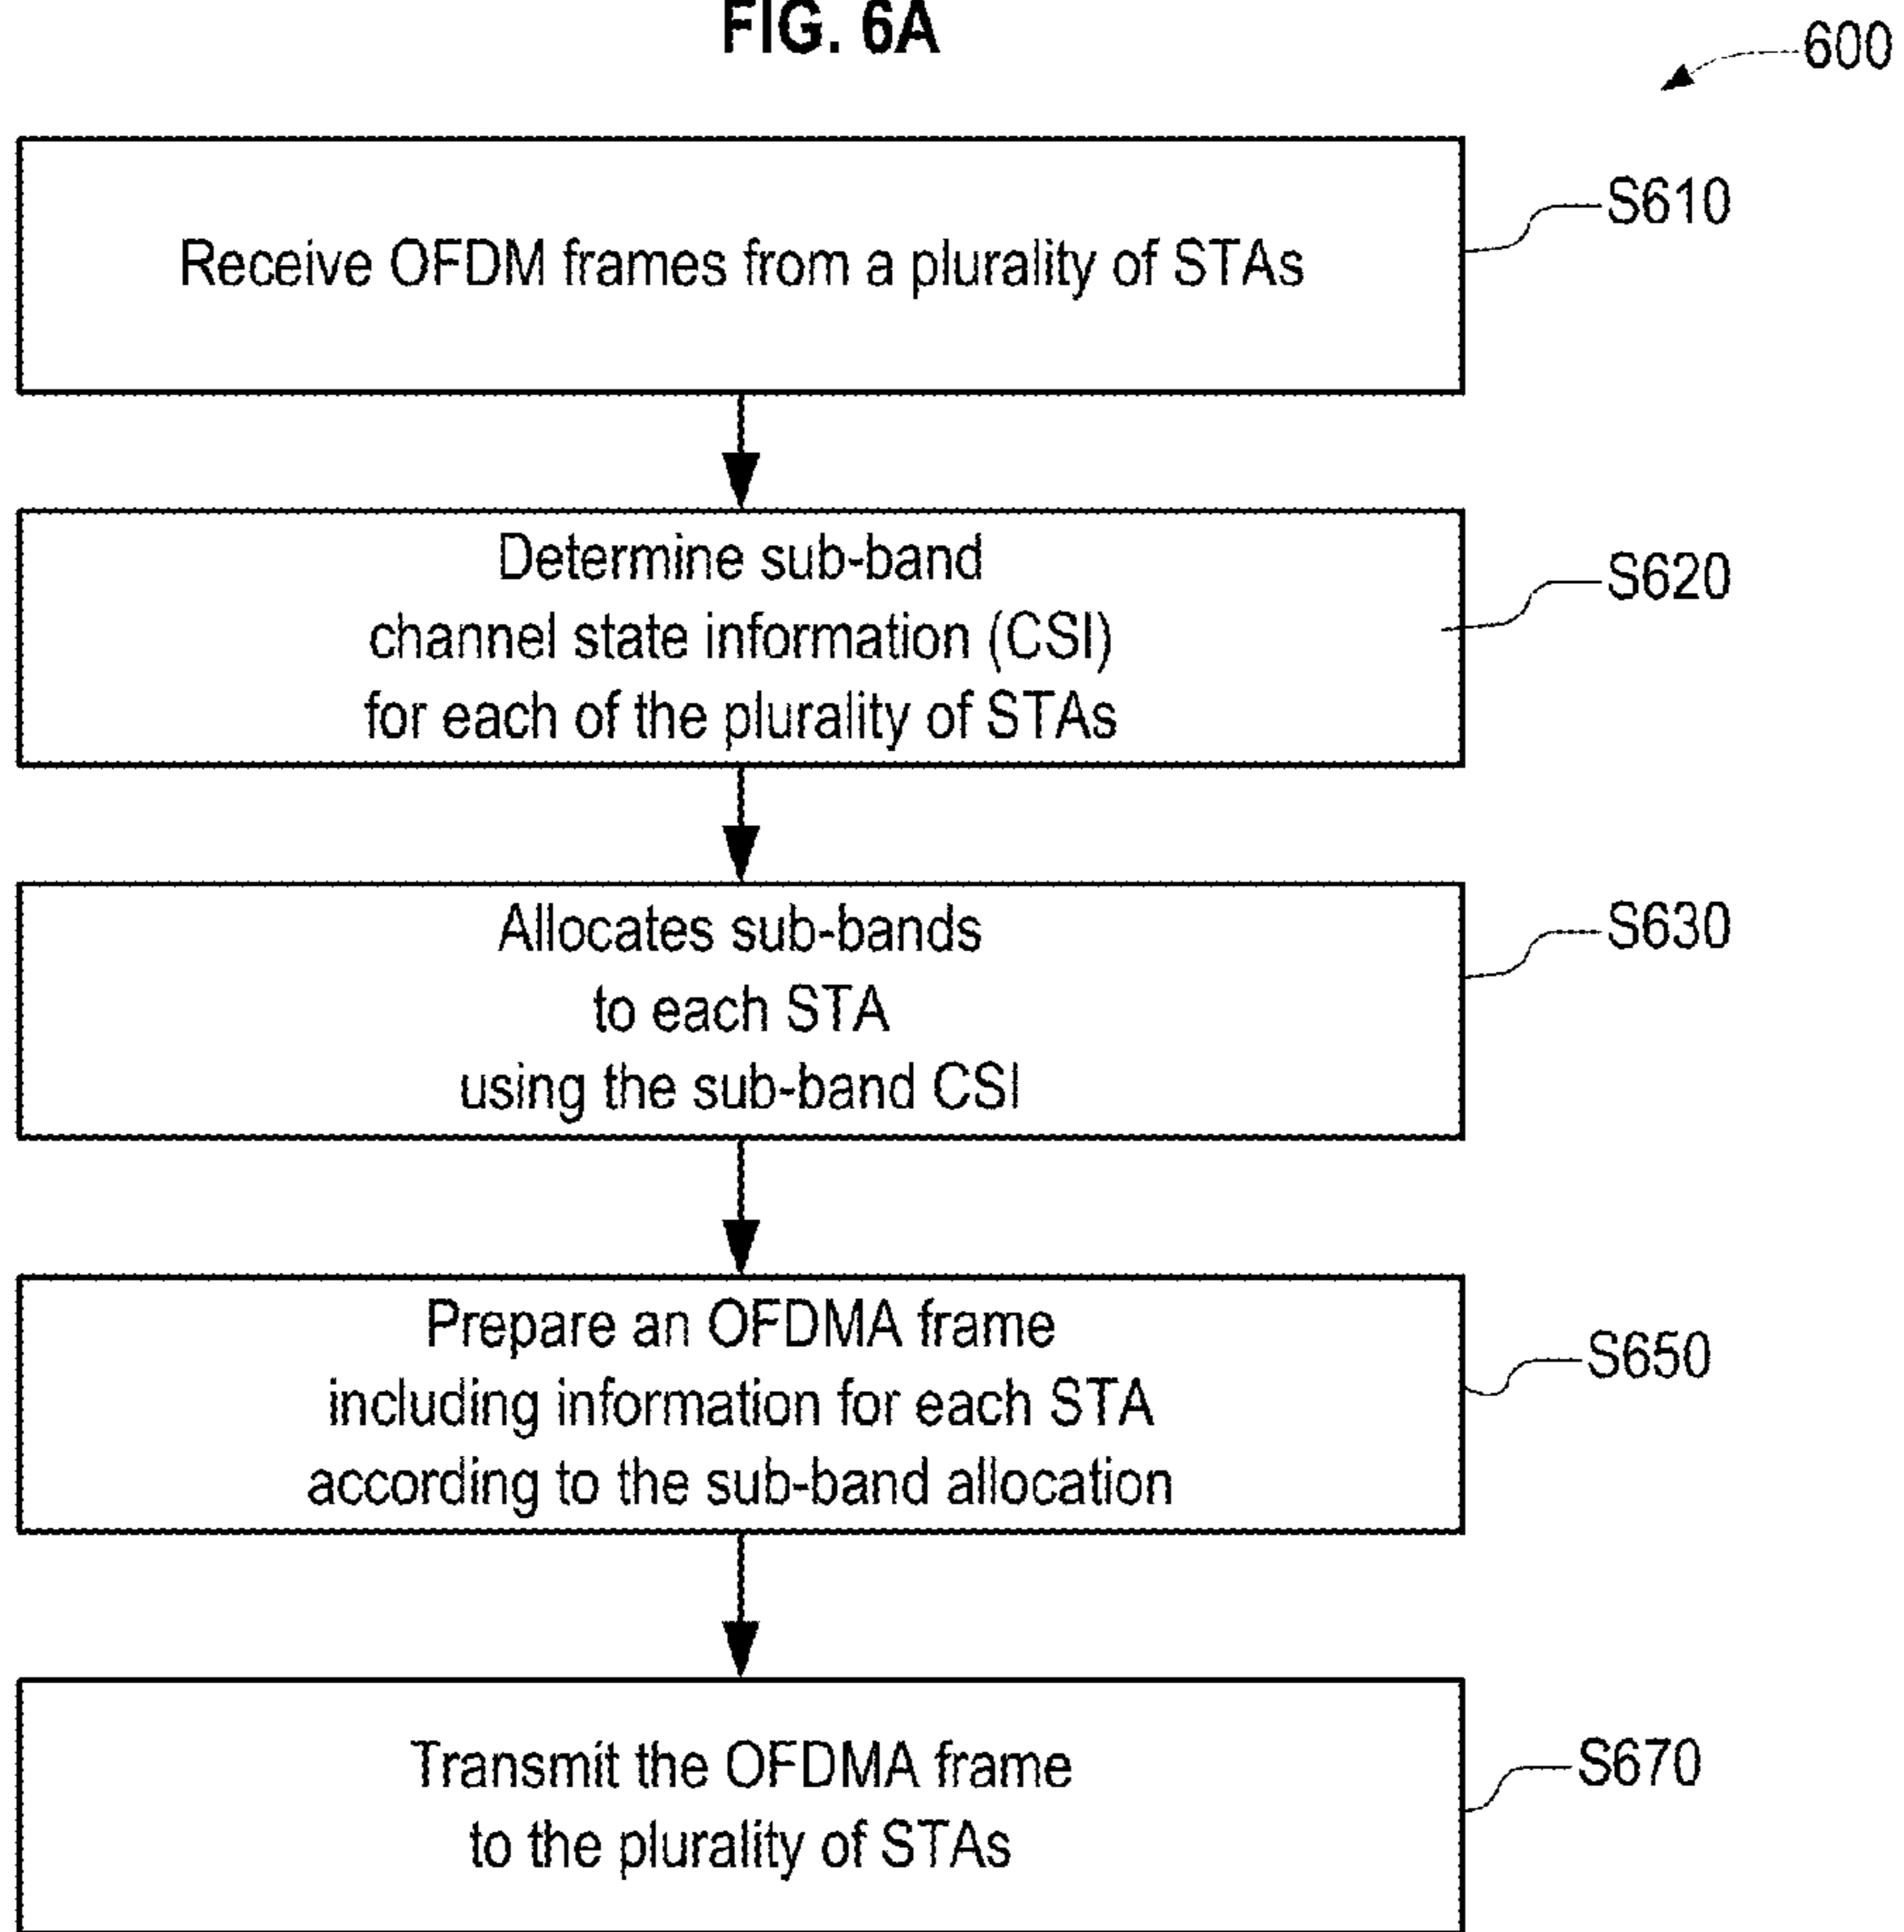 FIG. 6A
600
Receive OFDM frames from a plurality of STAs
S610
Determine sub-band
channel state information (CSI)
for each of the plurality of STAs
S620
Allocates sub-bands
to each STA
using the sub-band CSI
S630
Prepare an OFDMA frame
including information for each STA
according to the sub-band allocation
S650
Transmit the OFDMA frame
to the plurality of STAs
S670